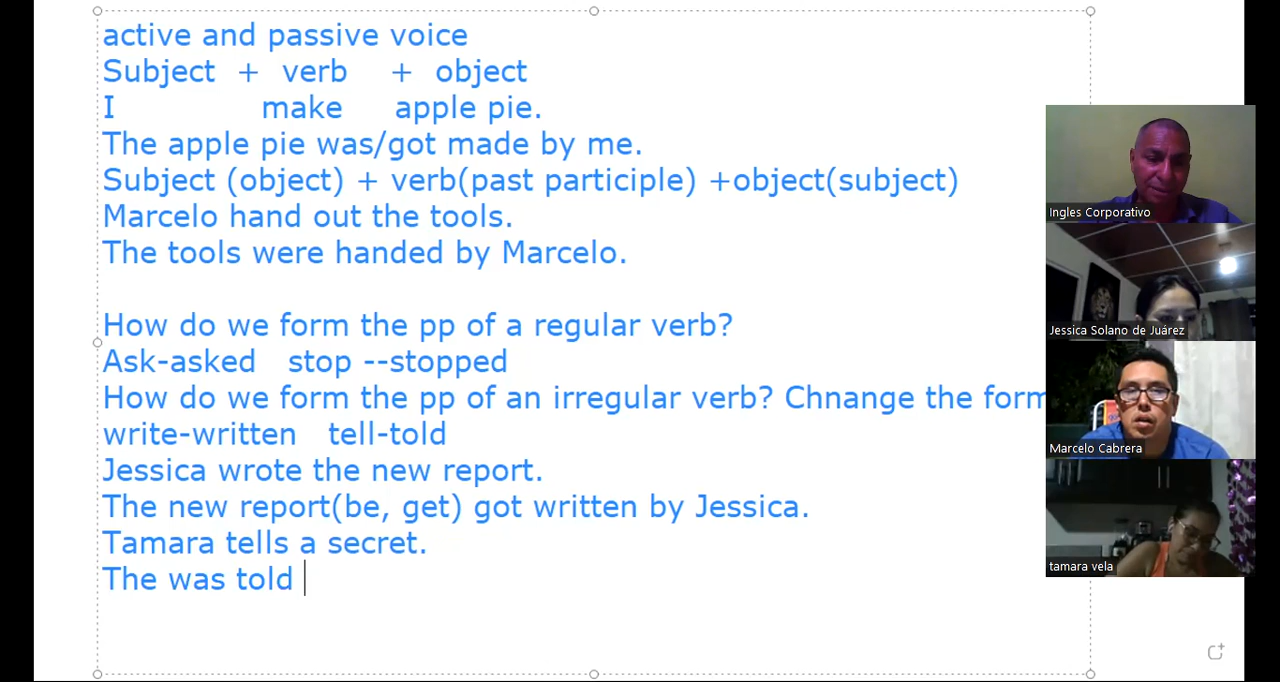 active and passive voice
Subject + verb + object
I make apple pie.
The apple pie was/got made by me.
Subject (object) + verb(past participle) +object(subject)
Marcelo hand out the tools.
The tools were handed by Marcelo.
How do we form the pp of a regular verb?
Ask-asked stop --stopped
How do we form the pp of an irregular verb? Chnange the form
write-written tell-told
Jessica wrote the new report.
The new report(be, get) got written by Jessica.
Tamara tells a secret.
The was told
Ingles Corporativo
Jessica Solano de Juárez
Marcelo Cabrera
tamara vela